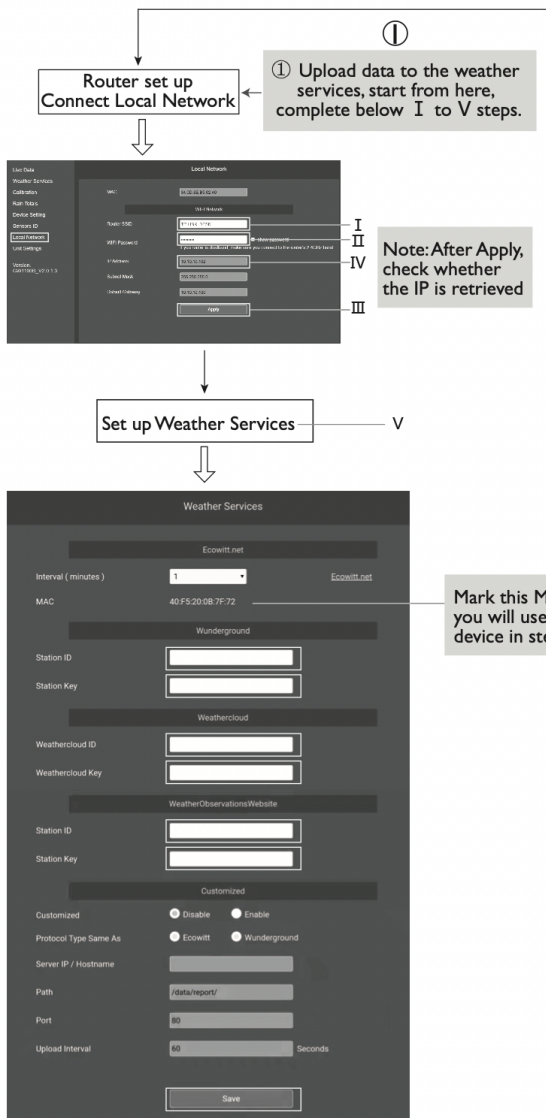 ①
① Upload data to the weather
services, start from here,
complete below I to V steps.
Router set up
Connect Local Network
Local Network
Live Data
Weather Services
Calibration
Rain Totals
Device Setting
Sensors ID
Local Network
Unit Settings
Version:
MAC
Wi-Fi Network
Router SSID
I
WIFI Password
show password
II
IP Address
IV
Subnet Mask
Default Gateway
Apply
III
Note: After Apply,
check whether
the IP is retrieved
Set up Weather Services
V
Weather Services
Ecowitt.net
Interval ( minutes )
1
Ecowitt.net
MAC
40:F5:20:0B:7F:72
Mark this M
you will use
device in ste
Wunderground
Station ID
Station Key
Weathercloud
Weathercloud ID
Weathercloud Key
WeatherObservationsWebsite
Station ID
Station Key
Customized
Customized
Disable
Enable
Protocol Type Same As
Ecowitt
Wunderground
Server IP / Hostname
Path
/data/report/
Port
80
Upload Interval
60
Seconds
Save